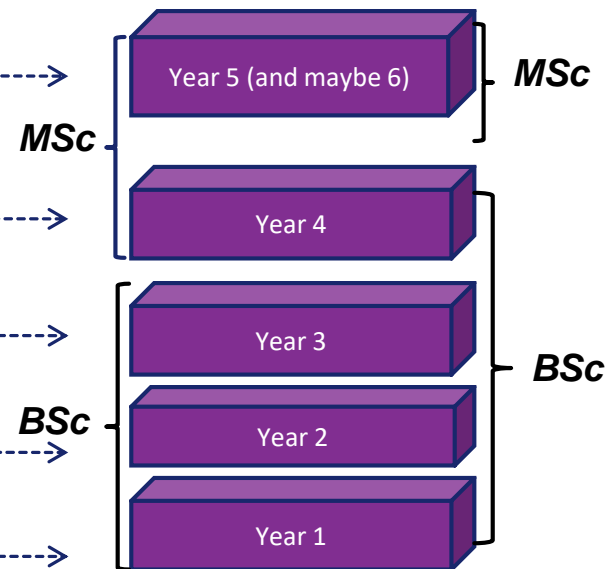 Year 5 (and maybe 6)
MSc
MSc
Year 4
Year 3
BSc
BSc
Year 2
Year 1